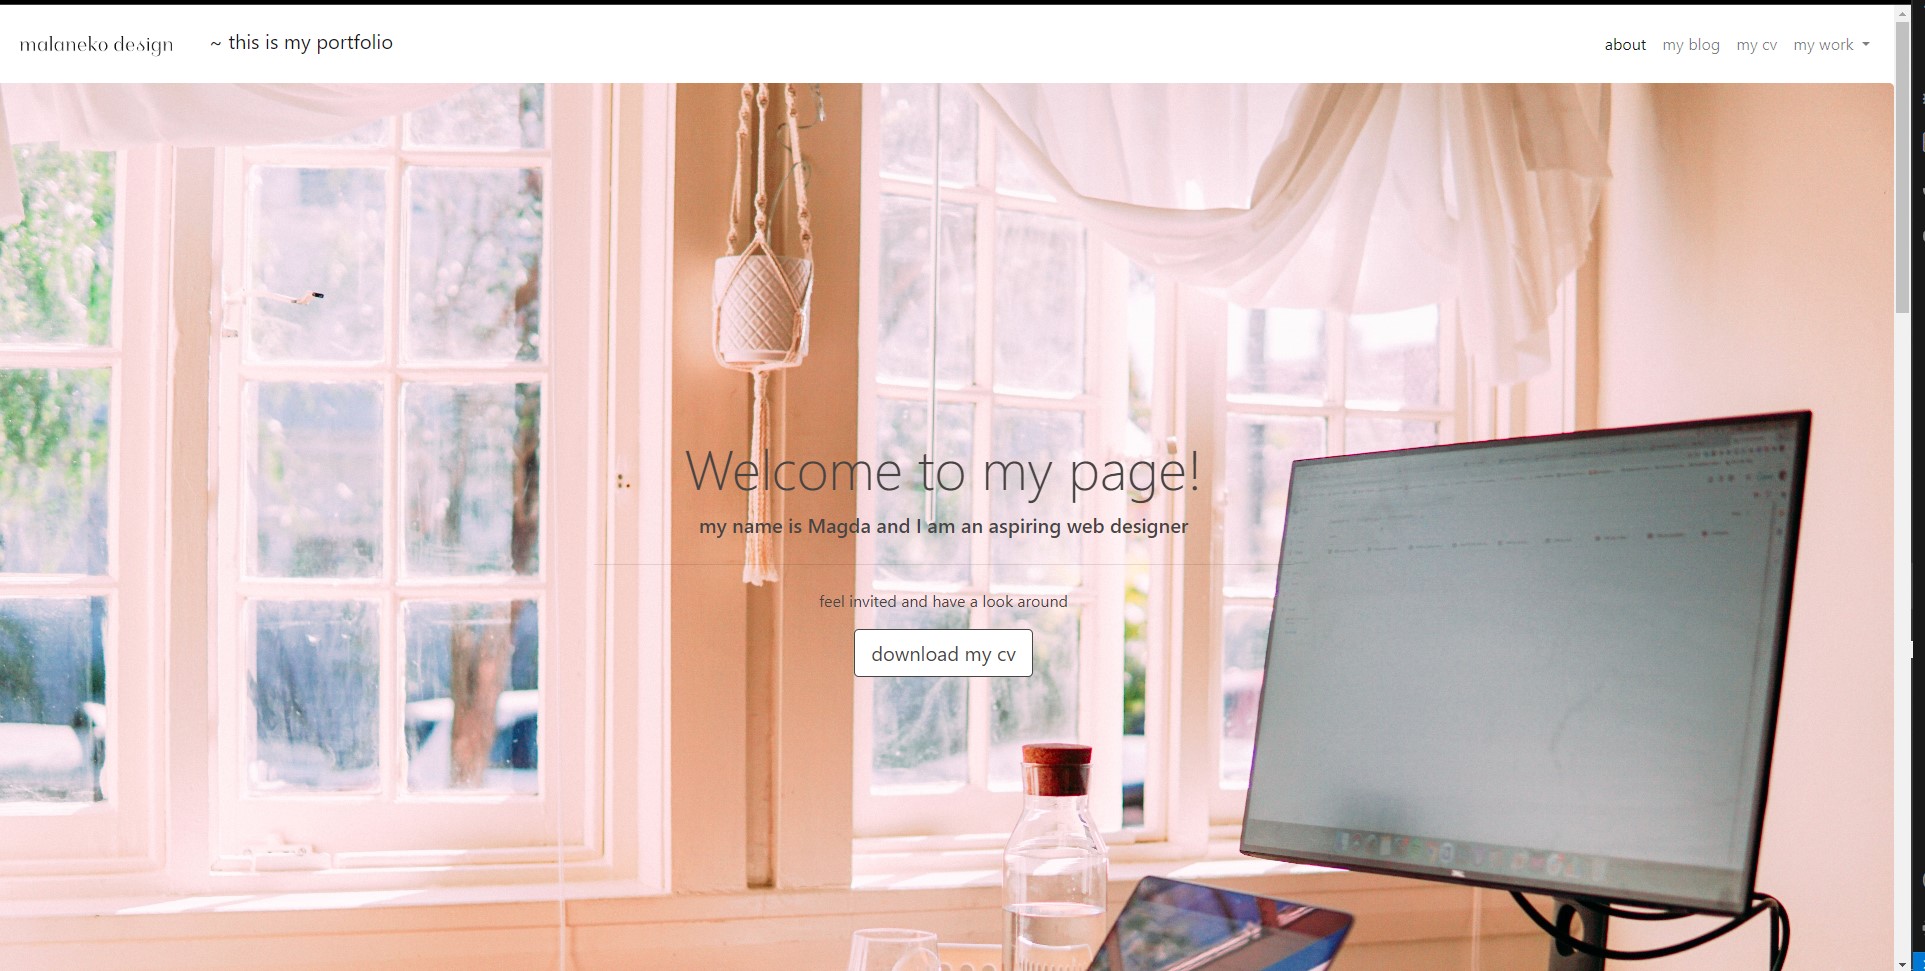 malaneko design ~ this is my portfolio about my blog my cv my work
Welcome to my page!
my name is Magda and I am an aspiring web designer
feel invited and have a look around
download my cv